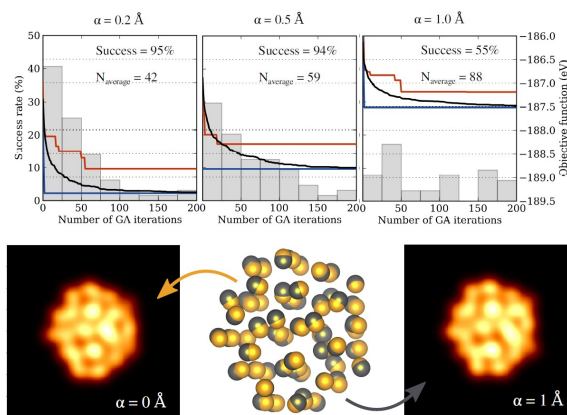 α = 0.2 Å
α = 0.5 Å
α = 1.0 Å
Success rate (%)
50
40
30
20
10
0
Success = 95%
N average = 42
0 50 100 150 200
Number of GA iterations
Success = 94%
N average = 59
0 50 100 150 200
Number of GA iterations
Success = 55%
N average = 88
0 50 100 150 200
Number of GA iterations
−186.0
−186.5
−187.0
−187.5
−188.0
−188.5
−189.0
−189.5
Objective function (eV)
α = 0 Å
α = 1 Å